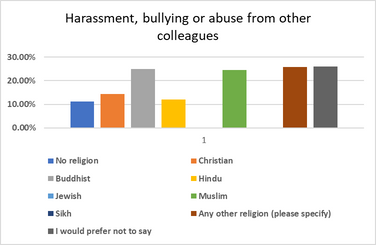 Harassment, bullying or abuse from other
colleagues
30.00%
20.00%
10.00%
0.00%
1
No religion
Christian
Buddhist
Hindu
Jewish
Muslim
Sikh
Any other religion (please specify)
I would prefer not to say